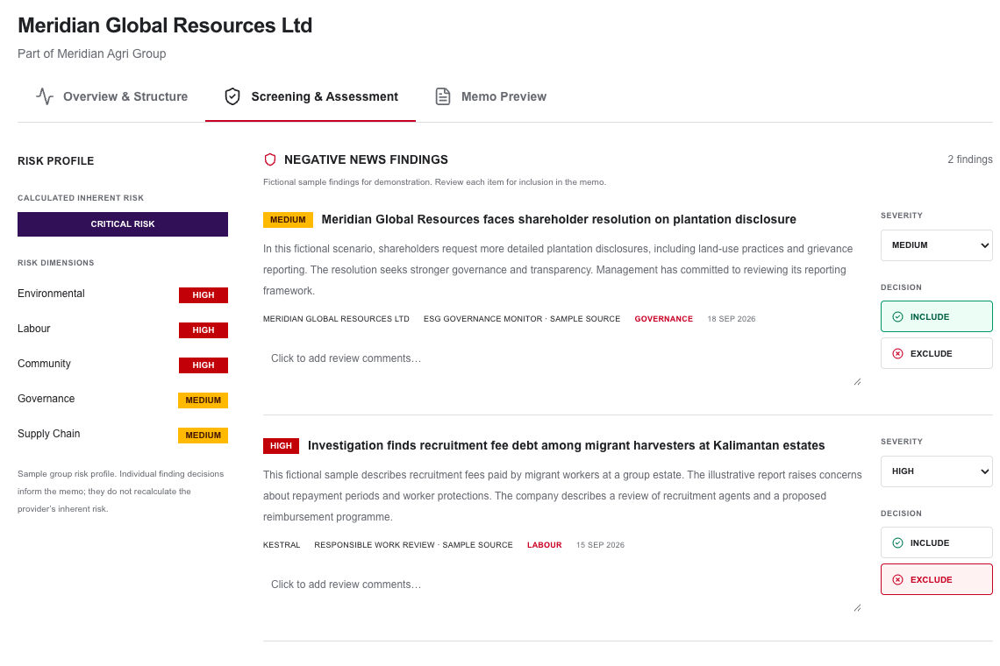 Meridian Global Resources Ltd
Part of Meridian Agri Group
Overview & Structure
Screening & Assessment
Memo Preview
RISK PROFILE
CALCULATED INHERENT RISK
CRITICAL RISK
RISK DIMENSIONS
Environmental HIGH
Labour HIGH
Community HIGH
Governance MEDIUM
Supply Chain MEDIUM
Sample group risk profile. Individual finding decisions
inform the memo; they do not recalculate the
provider's inherent risk.
NEGATIVE NEWS FINDINGS
2 findings
Fictional sample findings for demonstration. Review each item for inclusion in the memo.
MEDIUM Meridian Global Resources faces shareholder resolution on plantation disclosure
In this fictional scenario, shareholders request more detailed plantation disclosures, including land-use practices and grievance
reporting. The resolution seeks stronger governance and transparency. Management has committed to reviewing its reporting
framework.
MERIDIAN GLOBAL RESOURCES LTD ESG GOVERNANCE MONITOR · SAMPLE SOURCE GOVERNANCE 18 SEP 2026
Click to add review comments…
SEVERITY
MEDIUM
DECISION
INCLUDE
EXCLUDE
HIGH Investigation finds recruitment fee debt among migrant harvesters at Kalimantan estates
This fictional sample describes recruitment fees paid by migrant workers at a group estate. The illustrative report raises concerns
about repayment periods and worker protections. The company describes a review of recruitment agents and a proposed
reimbursement programme.
KESTRAL RESPONSIBLE WORK REVIEW · SAMPLE SOURCE LABOUR 15 SEP 2026
Click to add review comments…
SEVERITY
HIGH
DECISION
INCLUDE
EXCLUDE